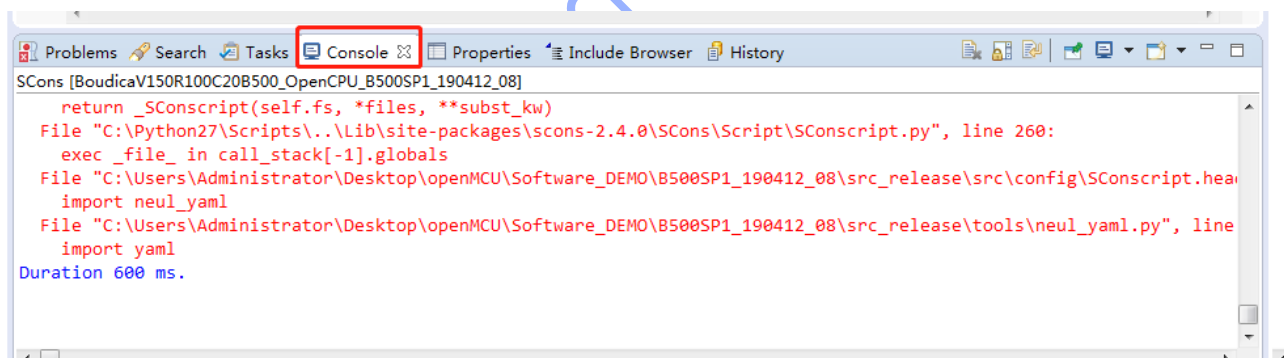 Problems Search Tasks Console Properties Include Browser History
SCons [BoudicaV150R100C20B500_OpenCPU_B500SP1_190412_08]
return _SConscript(self.fs, *files, **subst_kw)
File "C:\Python27\Scripts\..\Lib\site-packages\scons-2.4.0\SCons\Script\SConscript.py", line 260:
exec _file_ in call_stack[-1].globals
File "C:\Users\Administrator\Desktop\openMCU\Software_DEMO\B500SP1_190412_08\src_release\src\config\SConscript.hea
import neul_yaml
File "C:\Users\Administrator\Desktop\openMCU\Software_DEMO\B500SP1_190412_08\src_release\tools\neul_yaml.py", line
import yaml
Duration 600 ms.